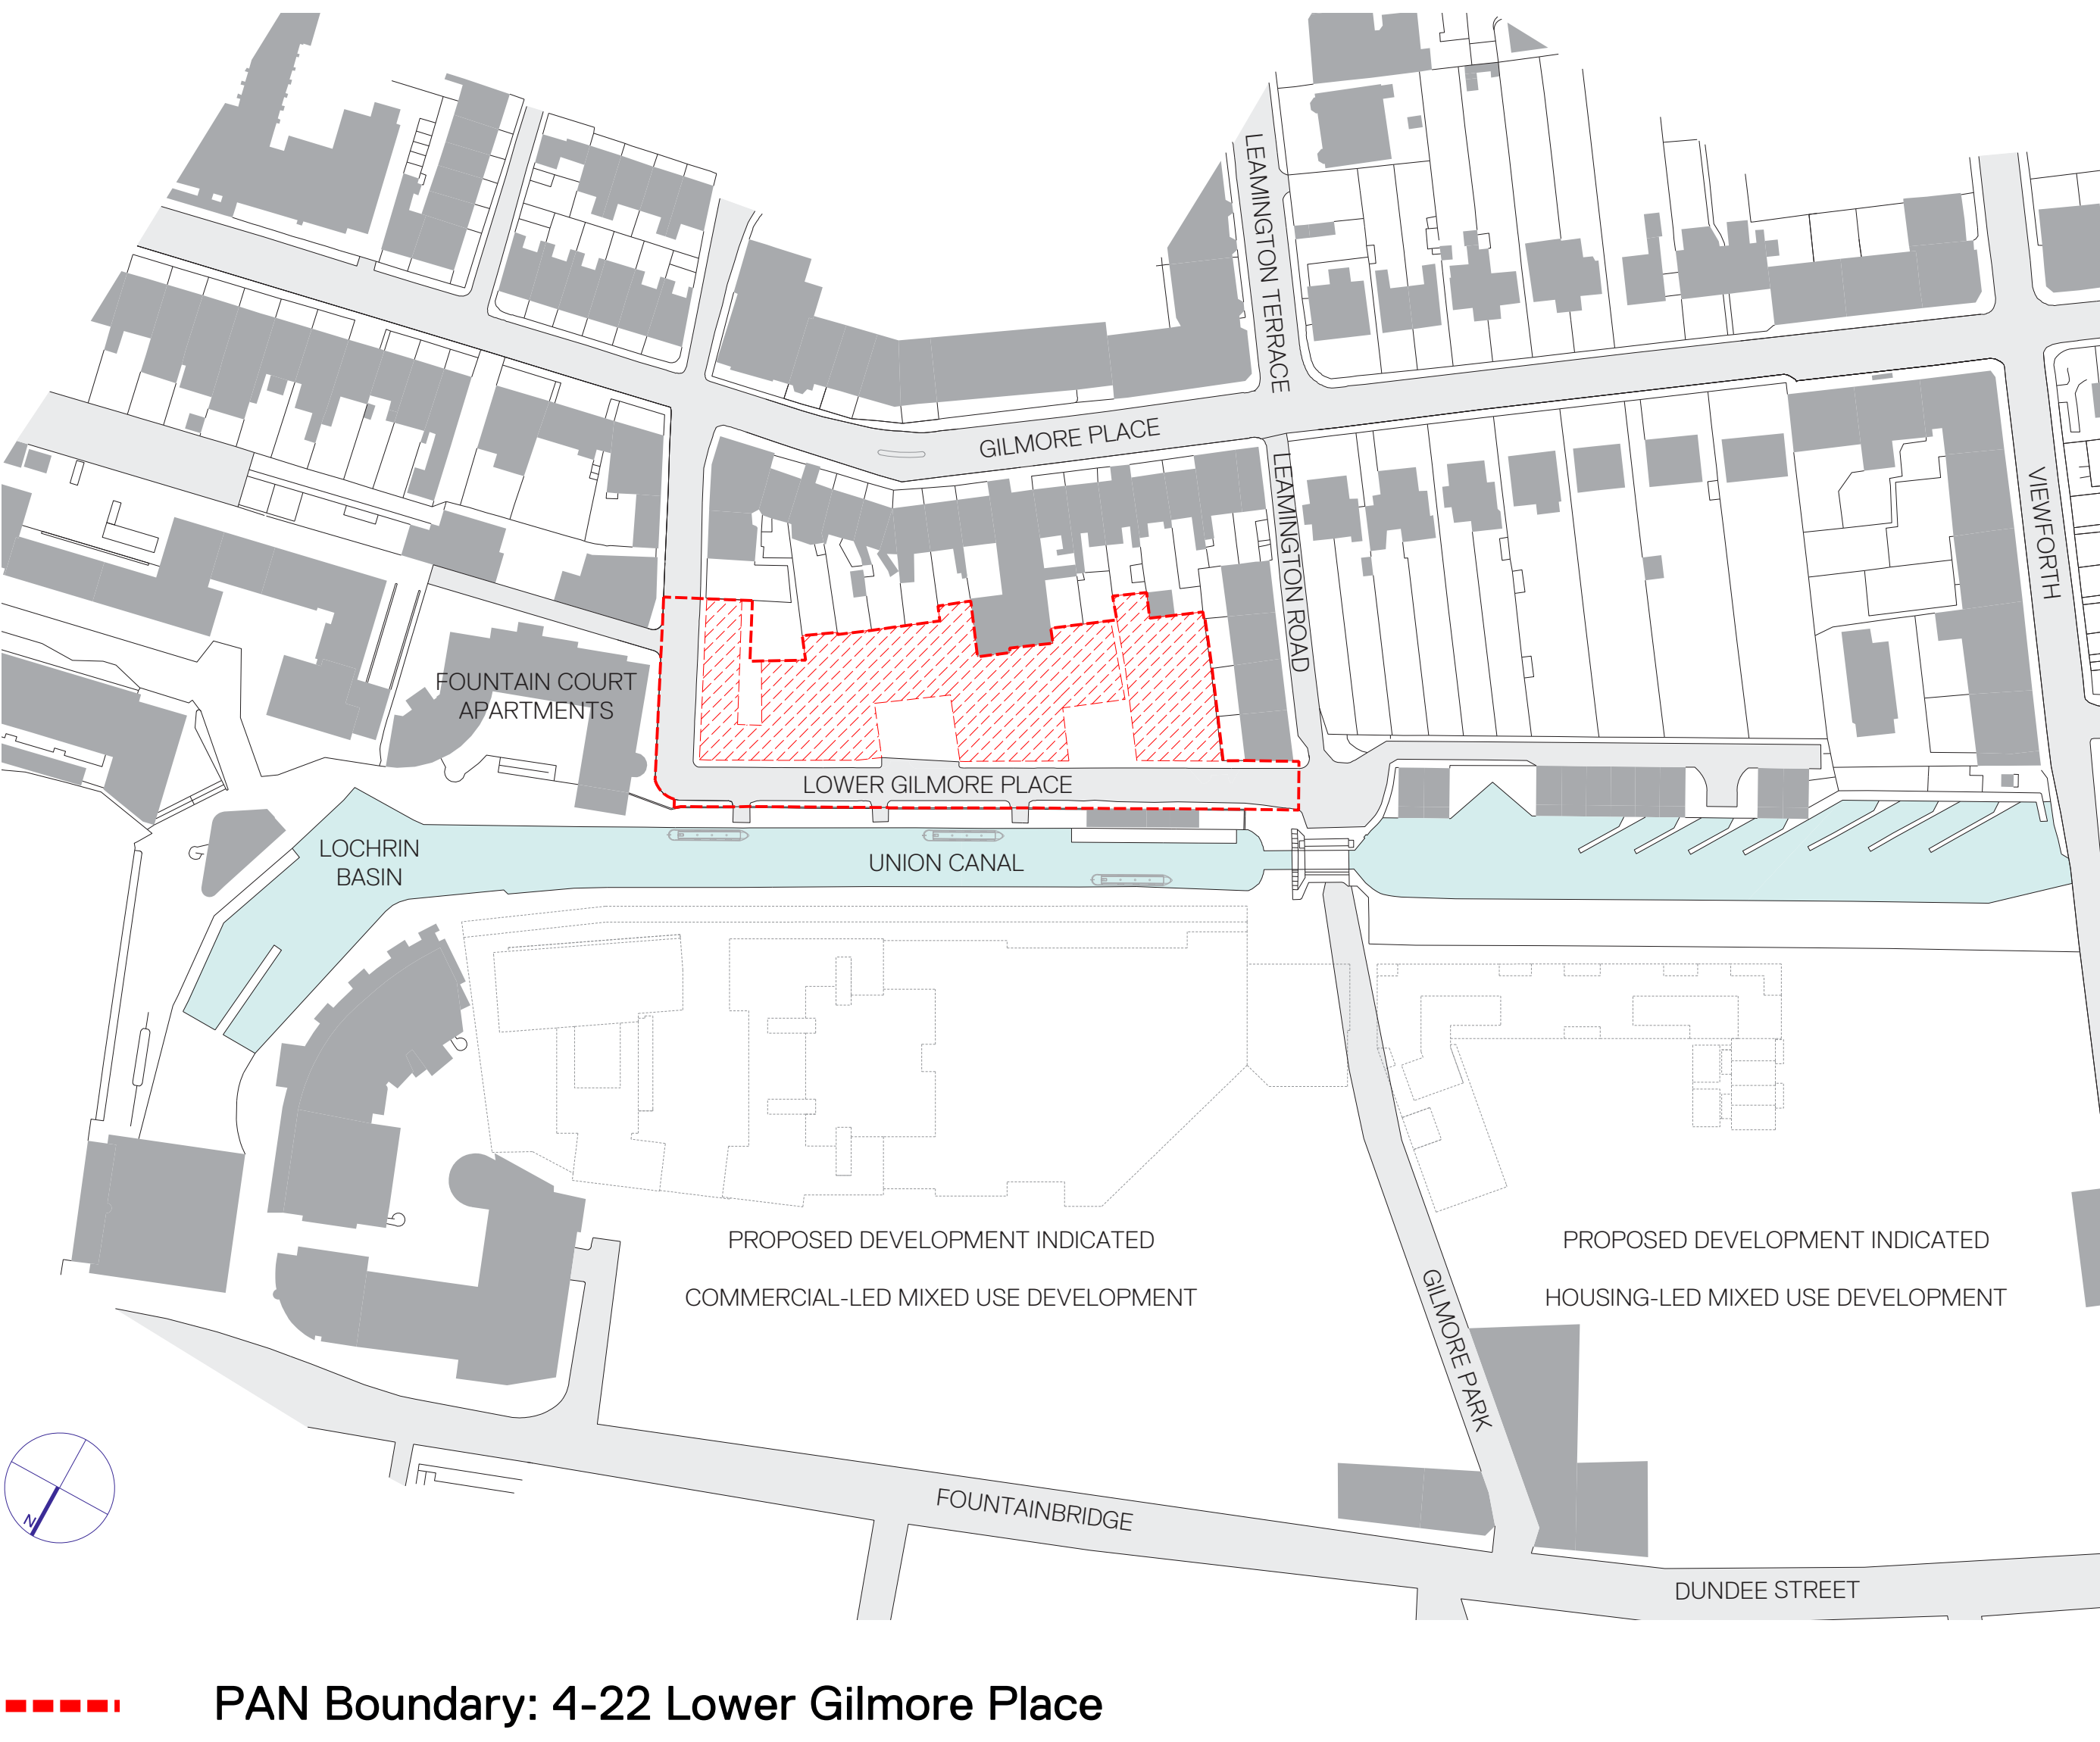 LEAMINGTON TERRACE
GILMORE PLACE
LEAMINGTON ROAD
VIEWFORTH
FOUNTAIN COURT
APARTMENTS
LOWER GILMORE PLACE
LOCHRIN
BASIN
UNION CANAL
PROPOSED DEVELOPMENT INDICATED
COMMERCIAL-LED MIXED USE DEVELOPMENT
PROPOSED DEVELOPMENT INDICATED
HOUSING-LED MIXED USE DEVELOPMENT
GILMORE PARK
N
FOUNTAINBRIDGE
DUNDEE STREET
PAN Boundary: 4-22 Lower Gilmore Place